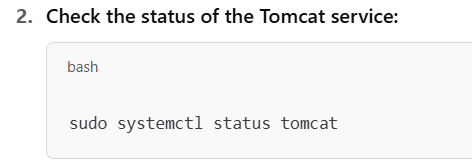 2. Check the status of the Tomcat service:
bash
sudo systemctl status tomcat